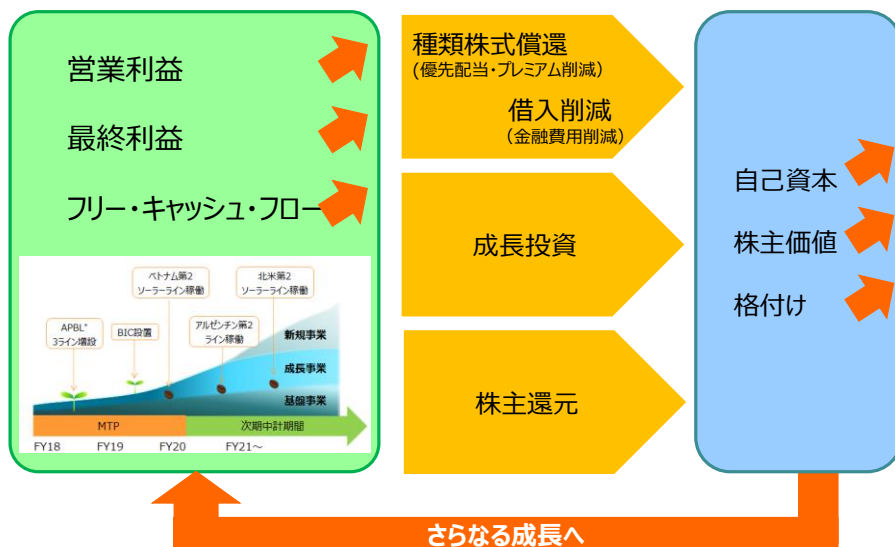 営業利益
最終利益
フリー・キャッシュ・フロー
ベトナム第2
ソーラーライン稼働
北米第2
ソーラーライン稼働
APBL*
3ライン増設
BIC設置
アルゼンチン第2
ライン稼働
新規事業
成長事業
基盤事業
MTP
次期中計期間
FY18
FY19
FY20
FY21～
種類株式償還
(優先配当・プレミアム削減)
借入削減
(金融費用削減)
成長投資
株主還元
自己資本
株主価値
格付け
さらなる成長へ